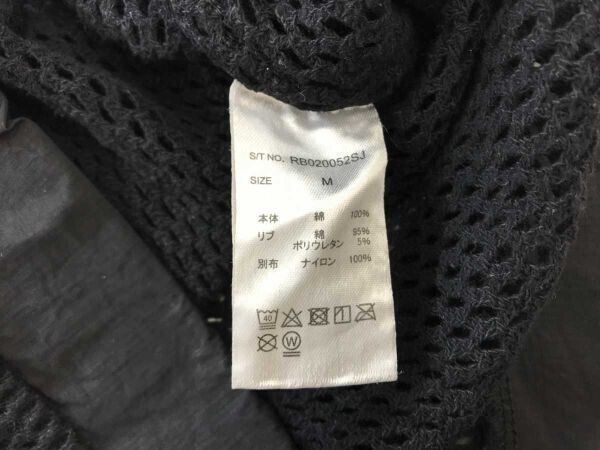 S/T NO. RB020052SJ
SIZE M
本体 綿 100%
リブ 綿 95%
ポリウレタン 5%
別布 ナイロン 100%
40
W